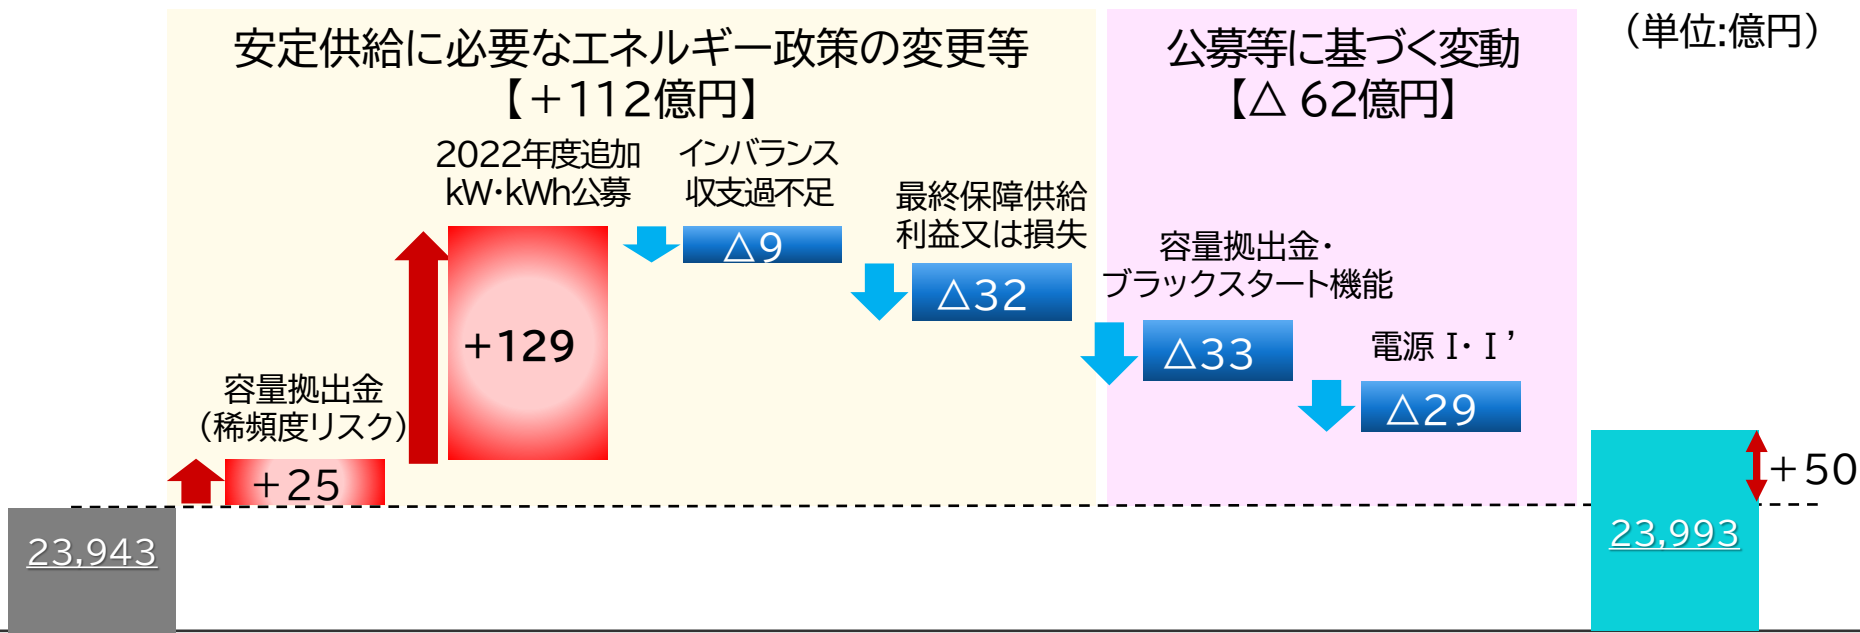 (単位:億円)
安定供給に必要なエネルギー政策の変更等
【+112億円】
公募等に基づく変動
【△ 62億円】
2022年度追加
kW・kWh公募
インバランス
収支過不足
最終保障供給
利益又は損失
容量拠出金・
ブラックスタート機能
電源 I・ I ’
容量拠出金
(稀頻度リスク)
+25
+129
△9
△32
△33
△29
+50
23,943
23,993